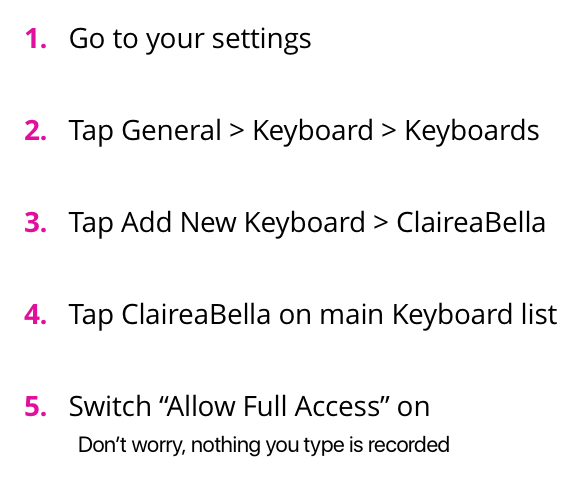 1. Go to your settings
2. Tap General > Keyboard > Keyboards
3. Tap Add New Keyboard > ClaireaBella
4. Tap ClaireaBella on main Keyboard list
5. Switch “Allow Full Access” on
Don’t worry, nothing you type is recorded